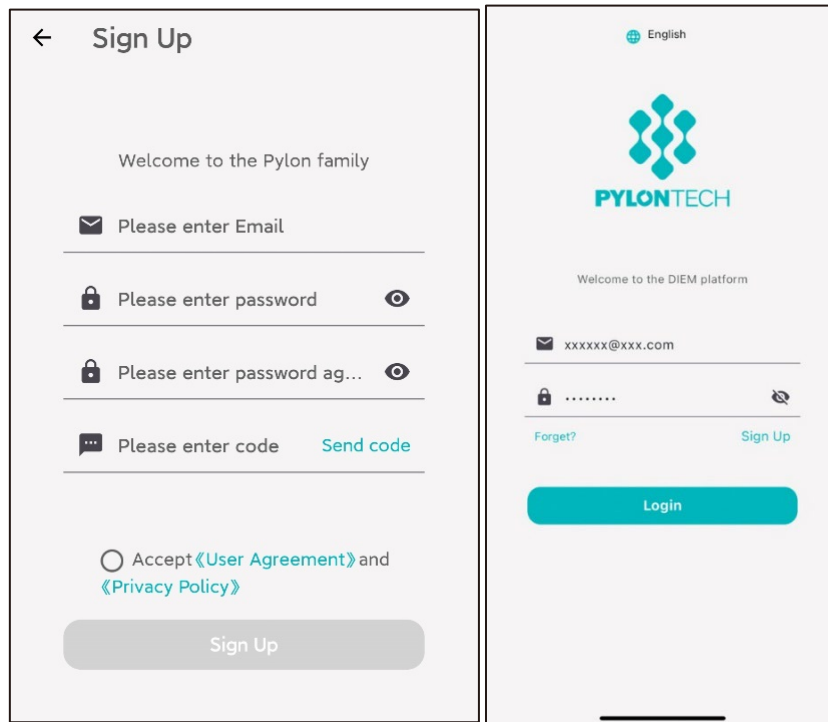 Sign Up
Welcome to the Pylon family
Please enter Email
Please enter password
Please enter password ag...
Please enter code Send code
Accept《User Agreement》and
《Privacy Policy》
Sign Up
English
PYLONTECH
Welcome to the DIEM platform
xxxxxx@xxx.com
........
Forget? Sign Up
Login